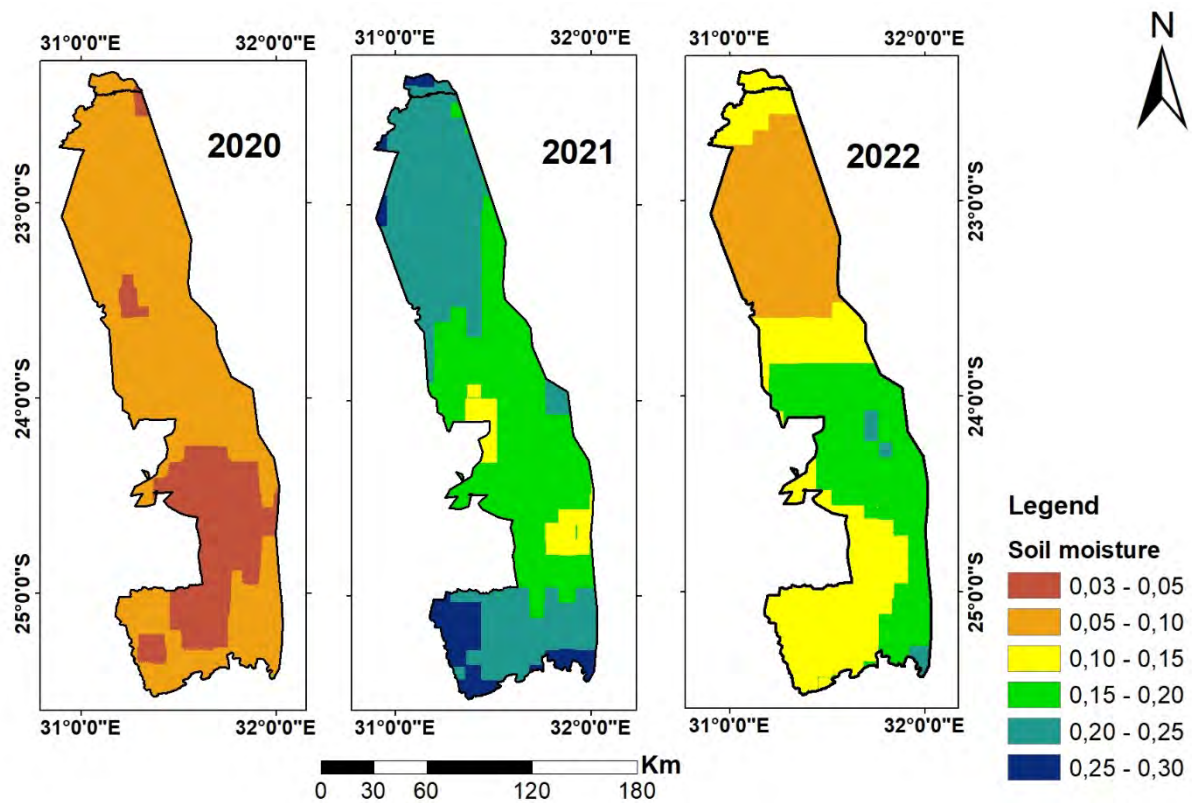 31°0'0"E 32°0'0"E 31°0'0"E 32°0'0"E 31°0'0"E 32°0'0"E
N
2020 2021 2022
23°0'0"S 23°0'0"S
24°0'0"S 24°0'0"S
25°0'0"S 25°0'0"S
31°0'0"E 32°0'0"E 31°0'0"E 32°0'0"E 31°0'0"E 32°0'0"E
Km
0 30 60 120 180
Legend
Soil moisture
0,03 - 0,05
0,05 - 0,10
0,10 - 0,15
0,15 - 0,20
0,20 - 0,25
0,25 - 0,30